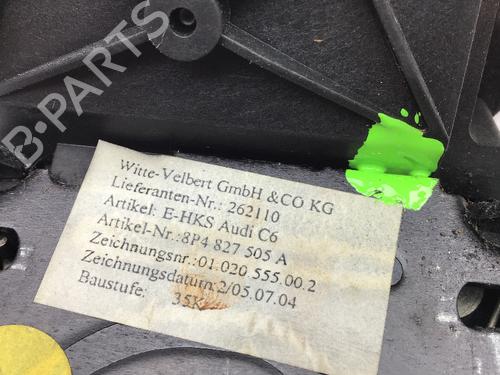 B-PARTS
Witte-Velbert GmbH &CO KG
Lieferanten-Nr.: 262110
Artikel: E-HKS Audi C6
Artikel-Nr.:8P4 827 505 A
Zeichnungsnr.:01.020 555.00.2
Zeichnungsdatum:2/05.07.04
Baustufe: 35K